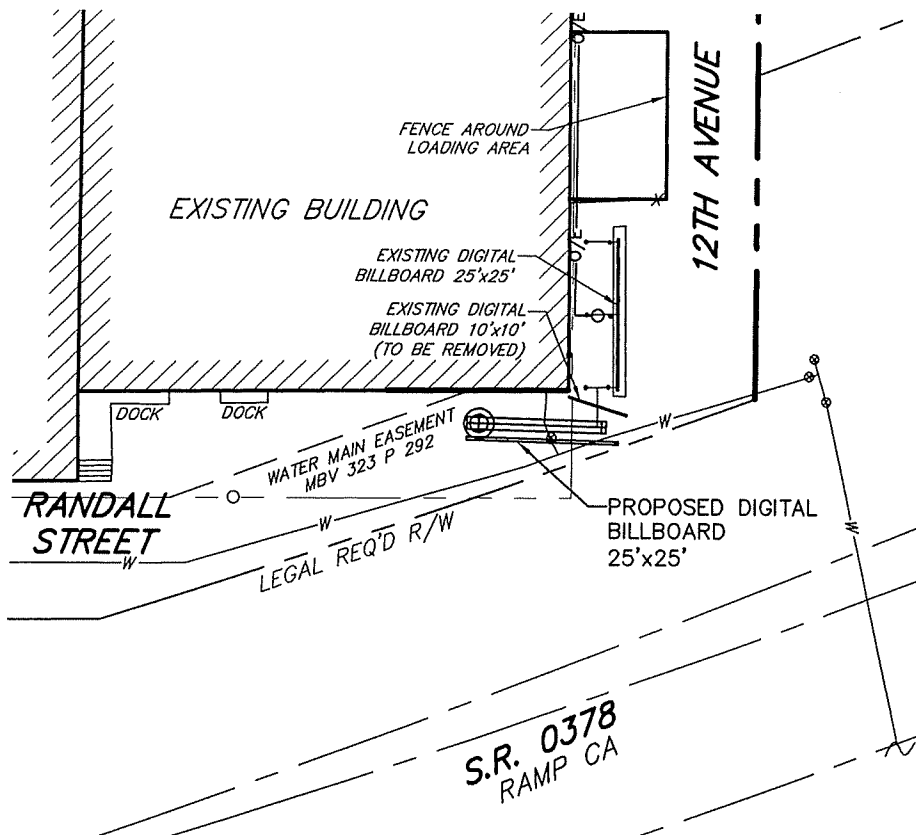 O/E
12TH AVENUE
FENCE AROUND
LOADING AREA
EXISTING BUILDING
O/E
EXISTING DIGITAL
BILLBOARD 25'x25'
EXISTING DIGITAL
BILLBOARD 10'x10'
(TO BE REMOVED)
DOCK
DOCK
WATER MAIN EASEMENT
MBV 323 P 292
W
RANDALL
STREET
W
W
LEGAL REQ'D R/W
PROPOSED DIGITAL
BILLBOARD
25'x25'
W
S.R. 0378
RAMP CA